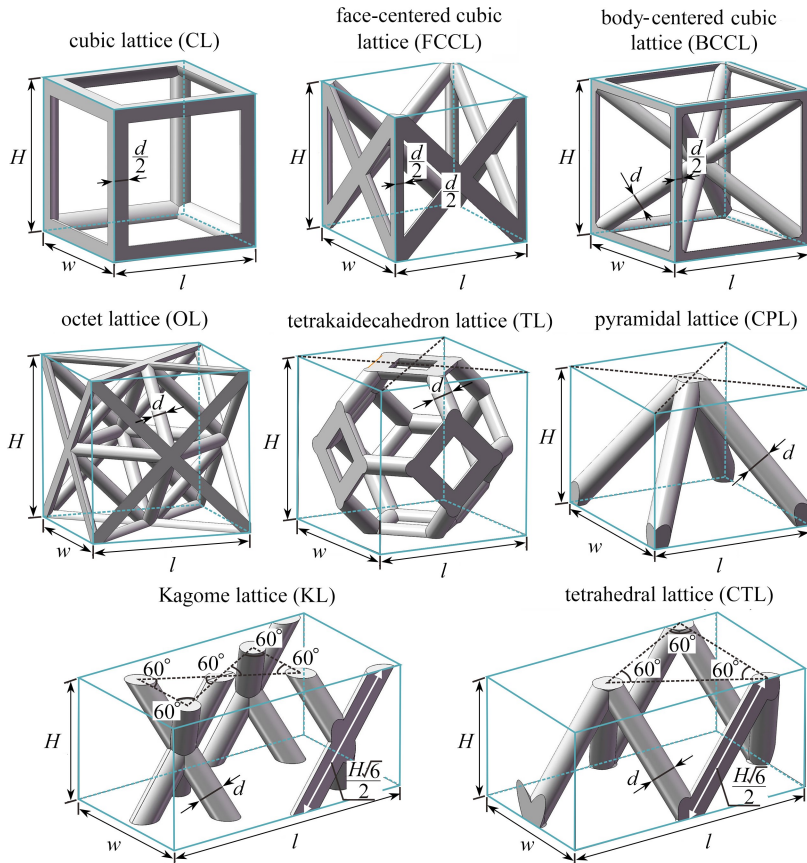 cubic lattice (CL)
face-centered cubic
lattice (FCCL)
body-centered cubic
lattice (BCCL)
H
d/2
w
l
H
d/2
d/2
w
l
H
d
d/2
w
l
octet lattice (OL)
tetrakaidecahedron lattice (TL)
pyramidal lattice (CPL)
H
d
w
l
H
d
w
l
H
d
w
l
Kagome lattice (KL)
tetrahedral lattice (CTL)
H
60°
60°
60°
60°
60°
d
H√6/2
w
l
H
60°
60°
60°
d
H√6/2
w
l